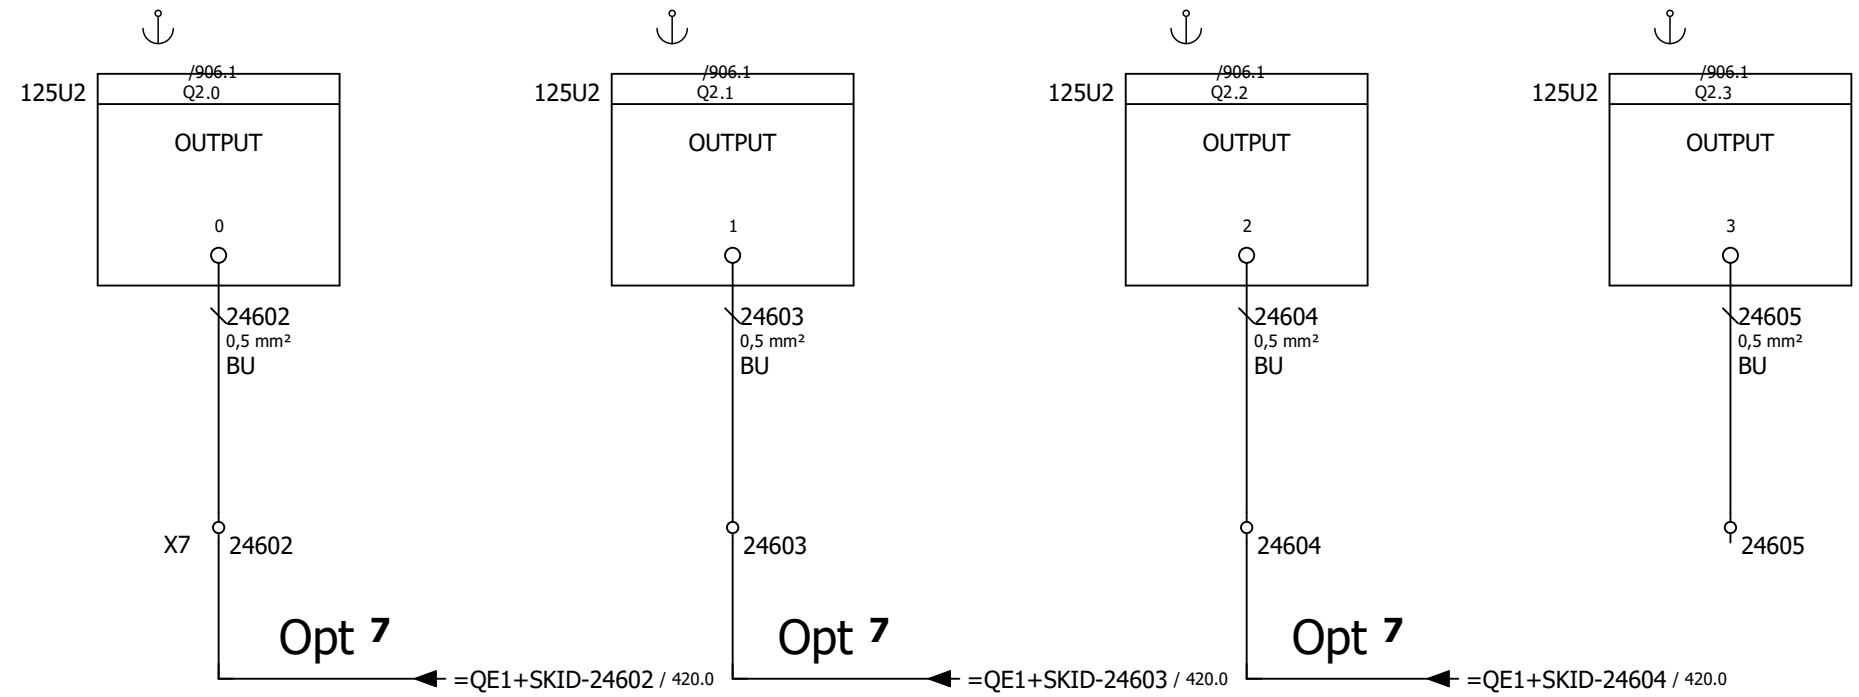 /906.1 /906.1 /906.1 /906.1
125U2 Q2.0 125U2 Q2.1 125U2 Q2.2 125U2 Q2.3
OUTPUT OUTPUT OUTPUT OUTPUT
0 1 2 3
24602 24603 24604 24605
0,5 mm² 0,5 mm² 0,5 mm² 0,5 mm²
BU BU BU BU
X7 24602 24603 24604 24605
Opt 7 Opt 7 Opt 7
=QE1+SKID-24602 / 420.0 =QE1+SKID-24603 / 420.0 =QE1+SKID-24604 / 420.0